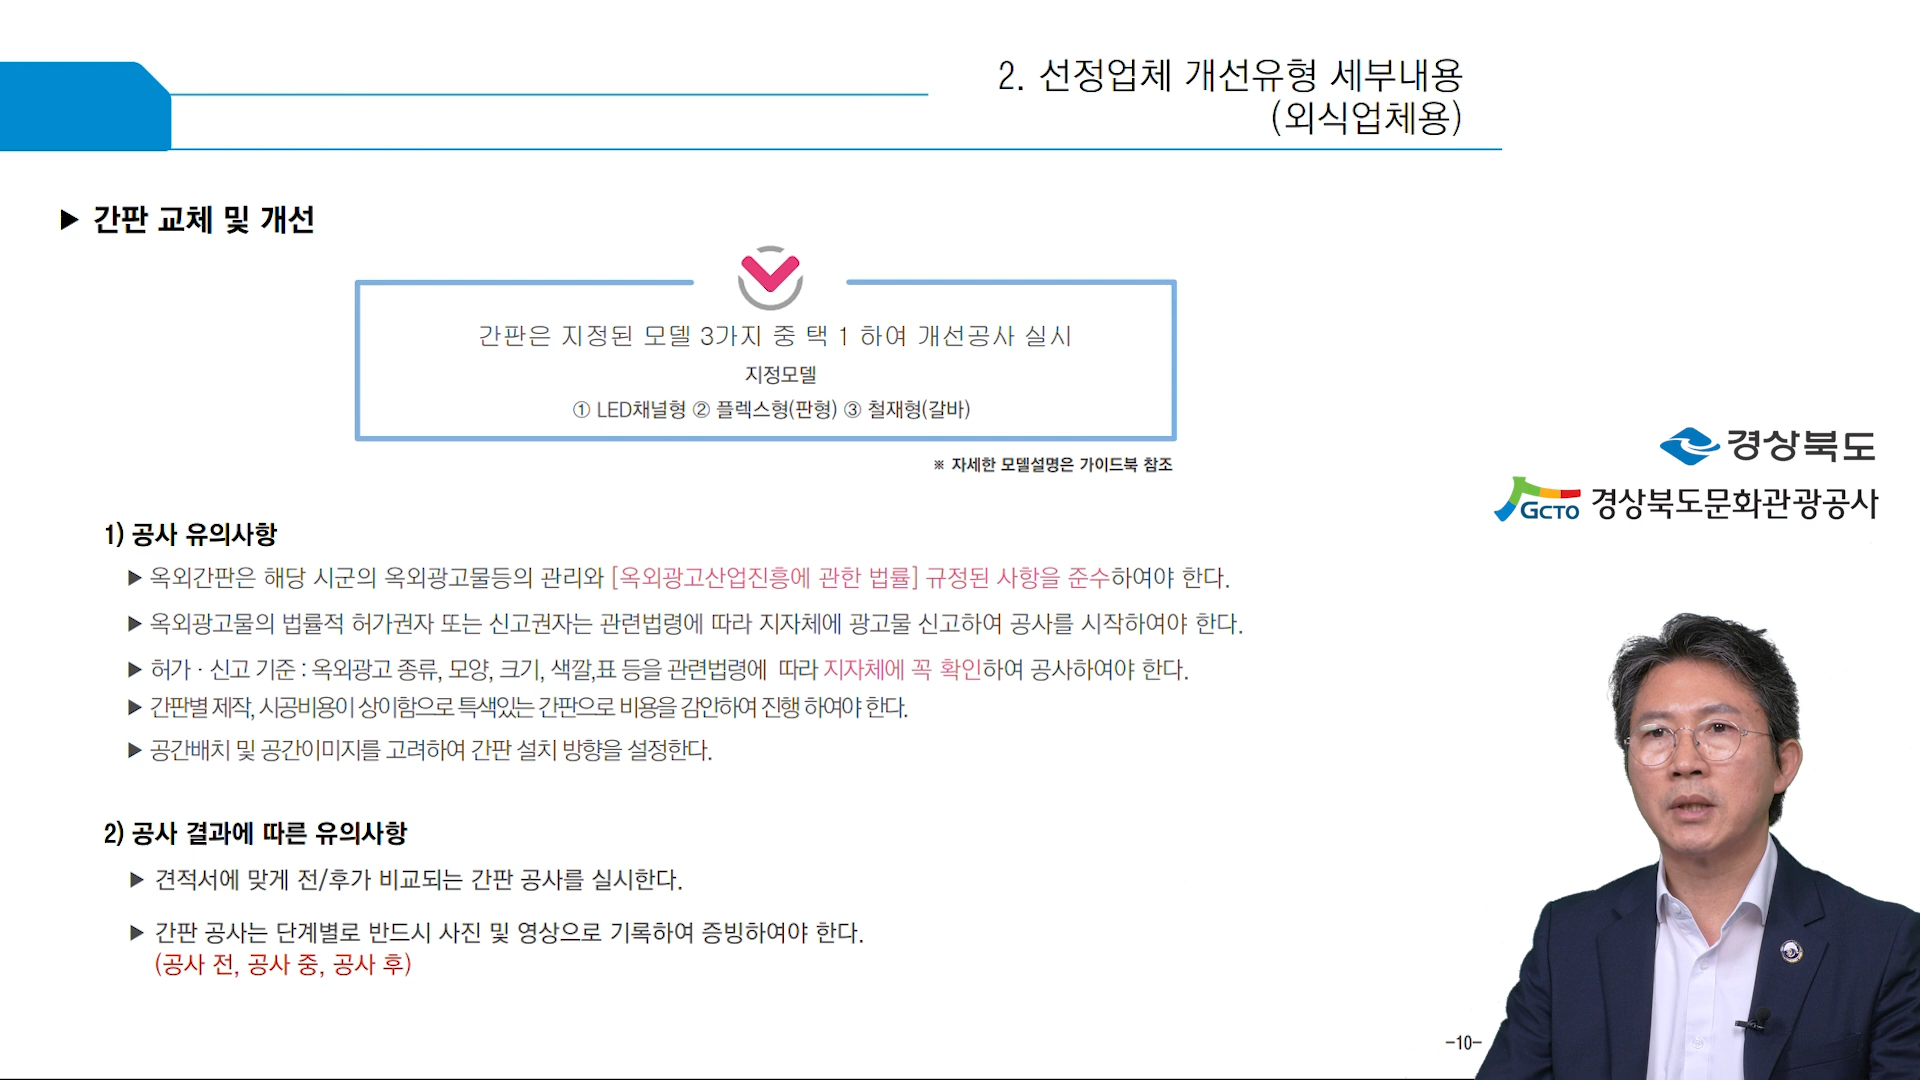 2. 선정업체 개선유형 세부내용
(외식업체용)
▶ 간판 교체 및 개선
간판은 지정된 모델 3가지 중 택 1 하여 개선공사 실시
지정모델
① LED채널형 ② 플렉스형(판형) ③ 철재형(갈바)
※ 자세한 모델설명은 가이드북 참조
경상북도
GCTO 경상북도문화관광공사
1) 공사 유의사항
▶ 옥외간판은 해당 시군의 옥외광고물등의 관리와 [옥외광고산업진흥에 관한 법률] 규정된 사항을 준수하여야 한다.
▶ 옥외광고물의 법률적 허가권자 또는 신고권자는 관련법령에 따라 지자체에 광고물 신고하여 공사를 시작하여야 한다.
▶ 허가 · 신고 기준 : 옥외광고 종류, 모양, 크기, 색깔,표 등을 관련법령에 따라 지자체에 꼭 확인하여 공사하여야 한다.
▶ 간판별 제작, 시공비용이 상이함으로 특색있는 간판으로 비용을 감안하여 진행 하여야 한다.
▶ 공간배치 및 공간이미지를 고려하여 간판 설치 방향을 설정한다.
2) 공사 결과에 따른 유의사항
▶ 견적서에 맞게 전/후가 비교되는 간판 공사를 실시한다.
▶ 간판 공사는 단계별로 반드시 사진 및 영상으로 기록하여 증빙하여야 한다.
(공사 전, 공사 중, 공사 후)
-10-